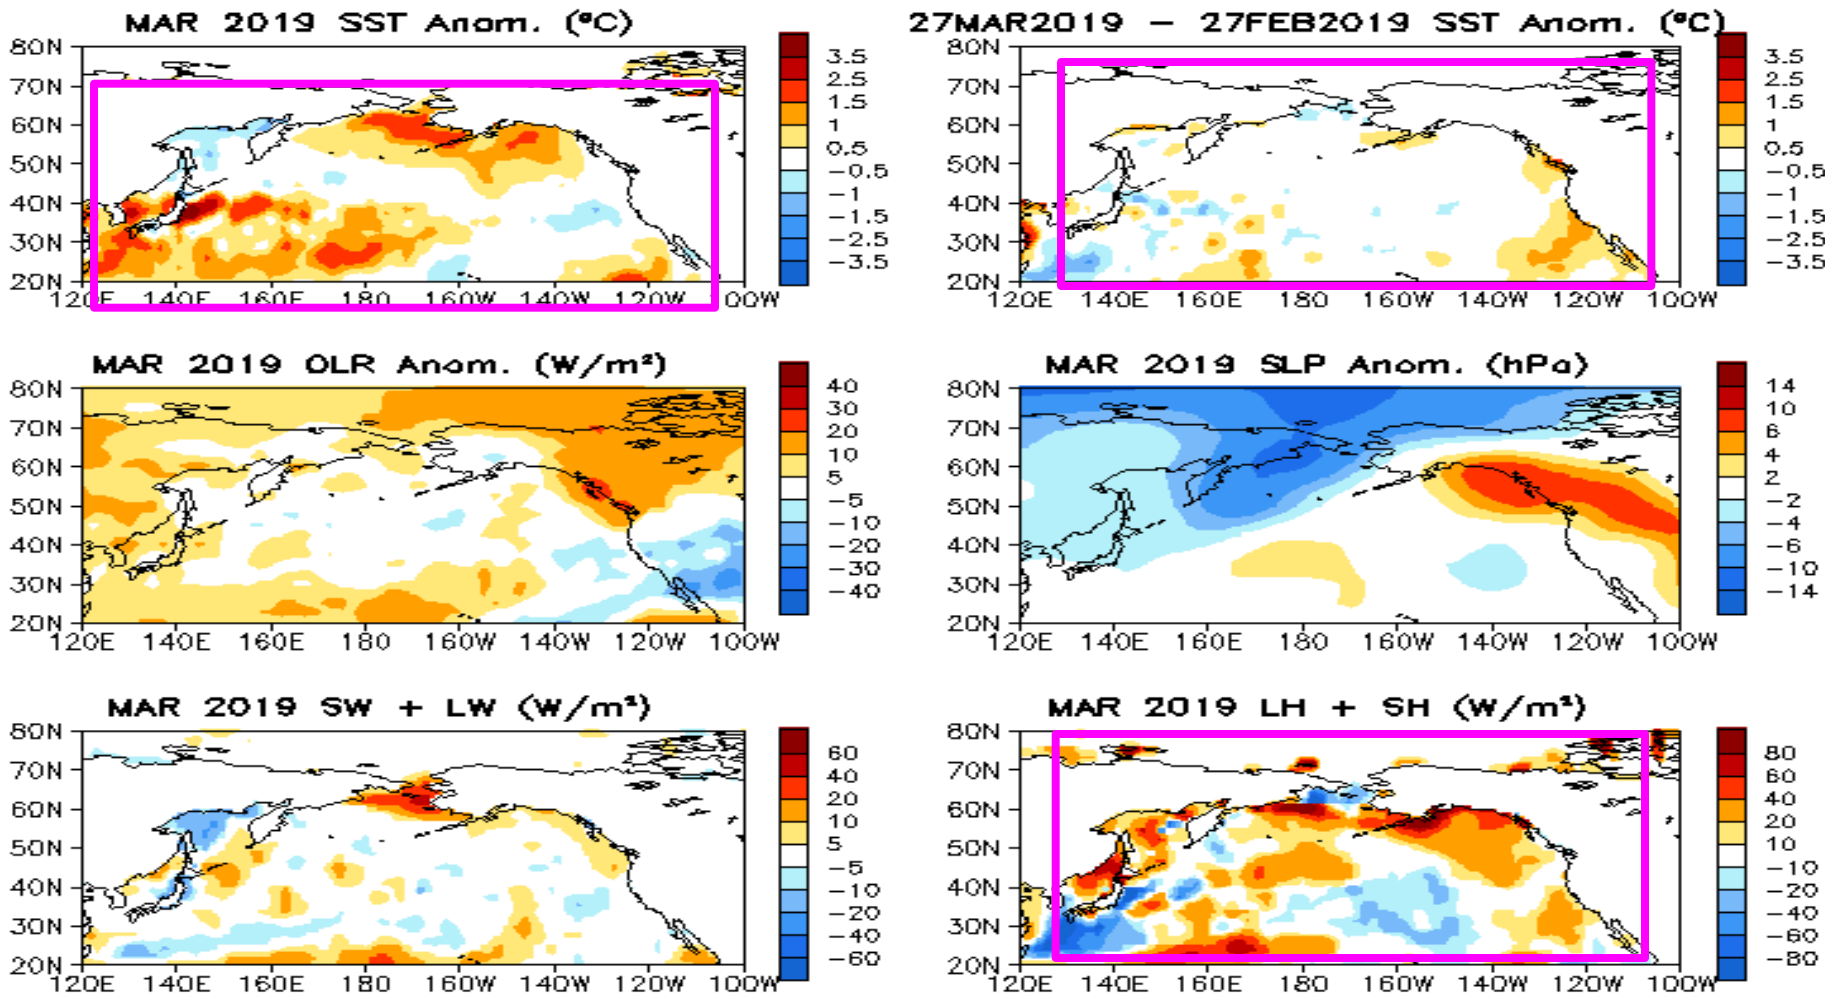 MAR 2019 SST Anom. (°C)
80N
70N
60N
50N
40N
30N
20N
120E 140E 160E 180 160W 140W 120W 100W
3.5
2.5
1.5
1
0.5
-0.5
-1
-1.5
-2.5
-3.5
27MAR2019 - 27FEB2019 SST Anom. (°C)
80N
70N
60N
50N
40N
30N
20N
120E 140E 160E 180 160W 140W 120W 100W
3.5
2.5
1.5
1
0.5
-0.5
-1
-1.5
-2.5
-3.5
MAR 2019 OLR Anom. (W/m²)
80N
70N
60N
50N
40N
30N
20N
120E 140E 160E 180 160W 140W 120W 100W
40
30
20
10
5
-5
-10
-20
-30
-40
MAR 2019 SLP Anom. (hPa)
80N
70N
60N
50N
40N
30N
20N
120E 140E 160E 180 160W 140W 120W 100W
14
10
6
4
2
-2
-4
-6
-10
-14
MAR 2019 SW + LW (W/m²)
80N
70N
60N
50N
40N
30N
20N
120E 140E 160E 180 160W 140W 120W 100W
60
40
20
10
5
-5
-10
-20
-40
-60
MAR 2019 LH + SH (W/m²)
80N
70N
60N
50N
40N
30N
20N
120E 140E 160E 180 160W 140W 120W 100W
80
60
40
20
10
-10
-20
-40
-60
-80